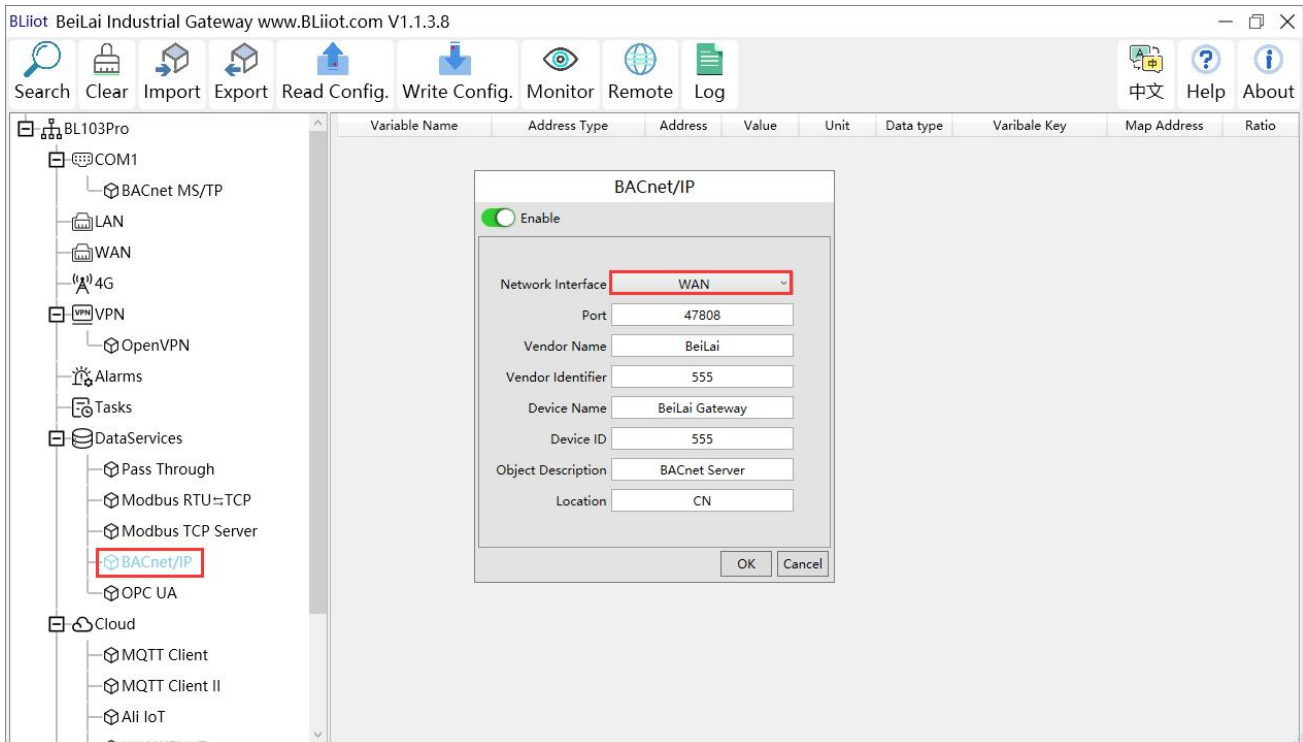 BLiiot BeiLai Industrial Gateway www.BLiiot.com V1.1.3.8
Search Clear Import Export Read Config. Write Config. Monitor Remote Log 中文 Help About
BL103Pro
COM1
BACnet MS/TP
LAN
WAN
4G
VPN VPN
OpenVPN
Alarms
Tasks
DataServices
Pass Through
Modbus RTU⇆TCP
Modbus TCP Server
BACnet/IP
OPC UA
Cloud
MQTT Client
MQTT Client II
Ali IoT
Variable Name Address Type Address Value Unit Data type Varibale Key Map Address Ratio
BACnet/IP
Enable
Network Interface WAN
Port 47808
Vendor Name BeiLai
Vendor Identifier 555
Device Name BeiLai Gateway
Device ID 555
Object Description BACnet Server
Location CN
OK Cancel